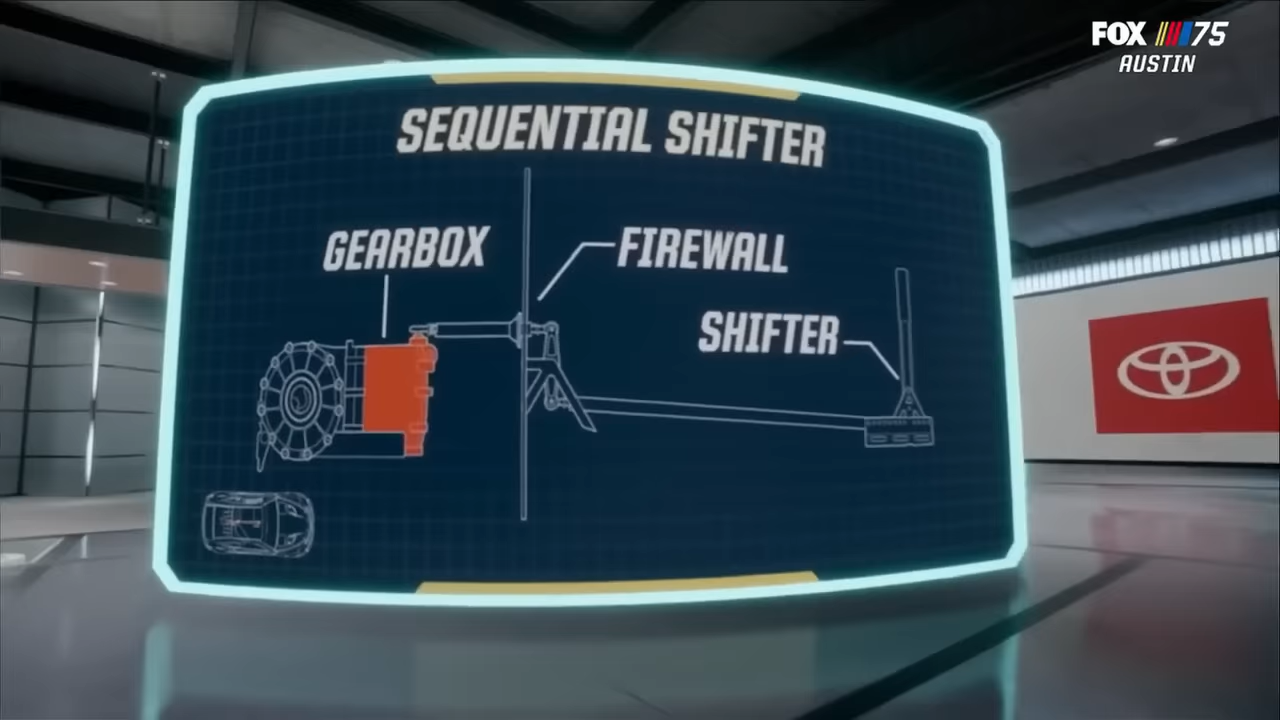 FOX 75
AUSTIN
SEQUENTIAL SHIFTER
GEARBOX
FIREWALL
SHIFTER